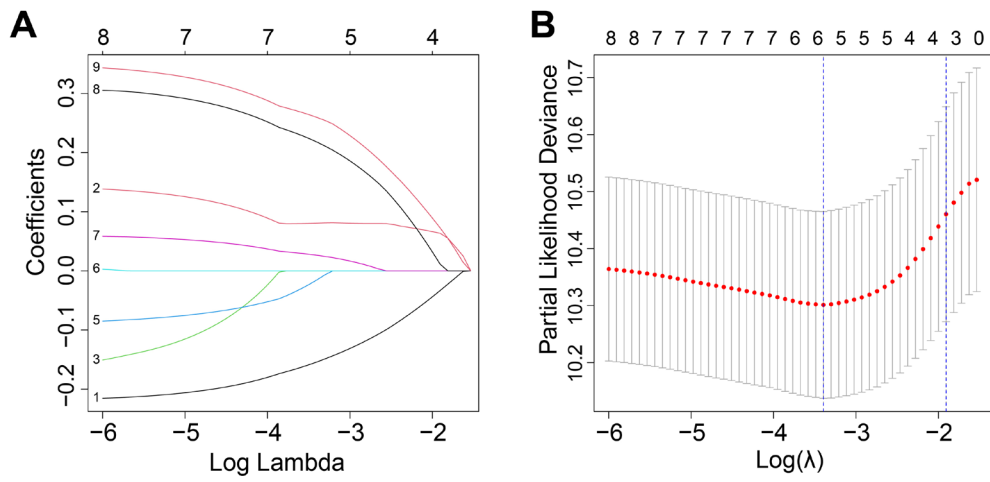 A
8 7 7 5 4
Coefficients
0.3
0.2
0.1
0.0
−0.1
−0.2
9
8
2
7
6
5
3
1
−6 −5 −4 −3 −2
Log Lambda
B
8 8 7 7 7 7 7 7 6 6 5 5 5 4 4 3 0
Partial Likelihood Deviance
10.7
10.6
10.5
10.4
10.3
10.2
−6 −5 −4 −3 −2
Log(λ)